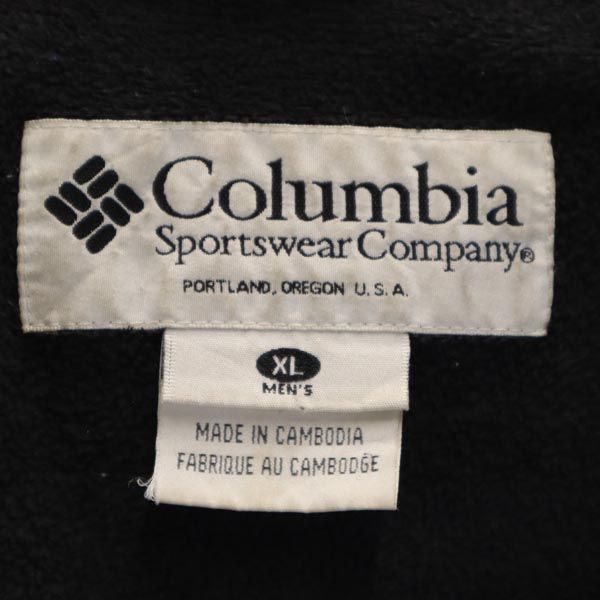 Columbia
Sportswear Company®
PORTLAND, OREGON U.S.A.
XL
MEN'S
MADE IN CAMBODIA
FABRIQUE AU CAMBODGE